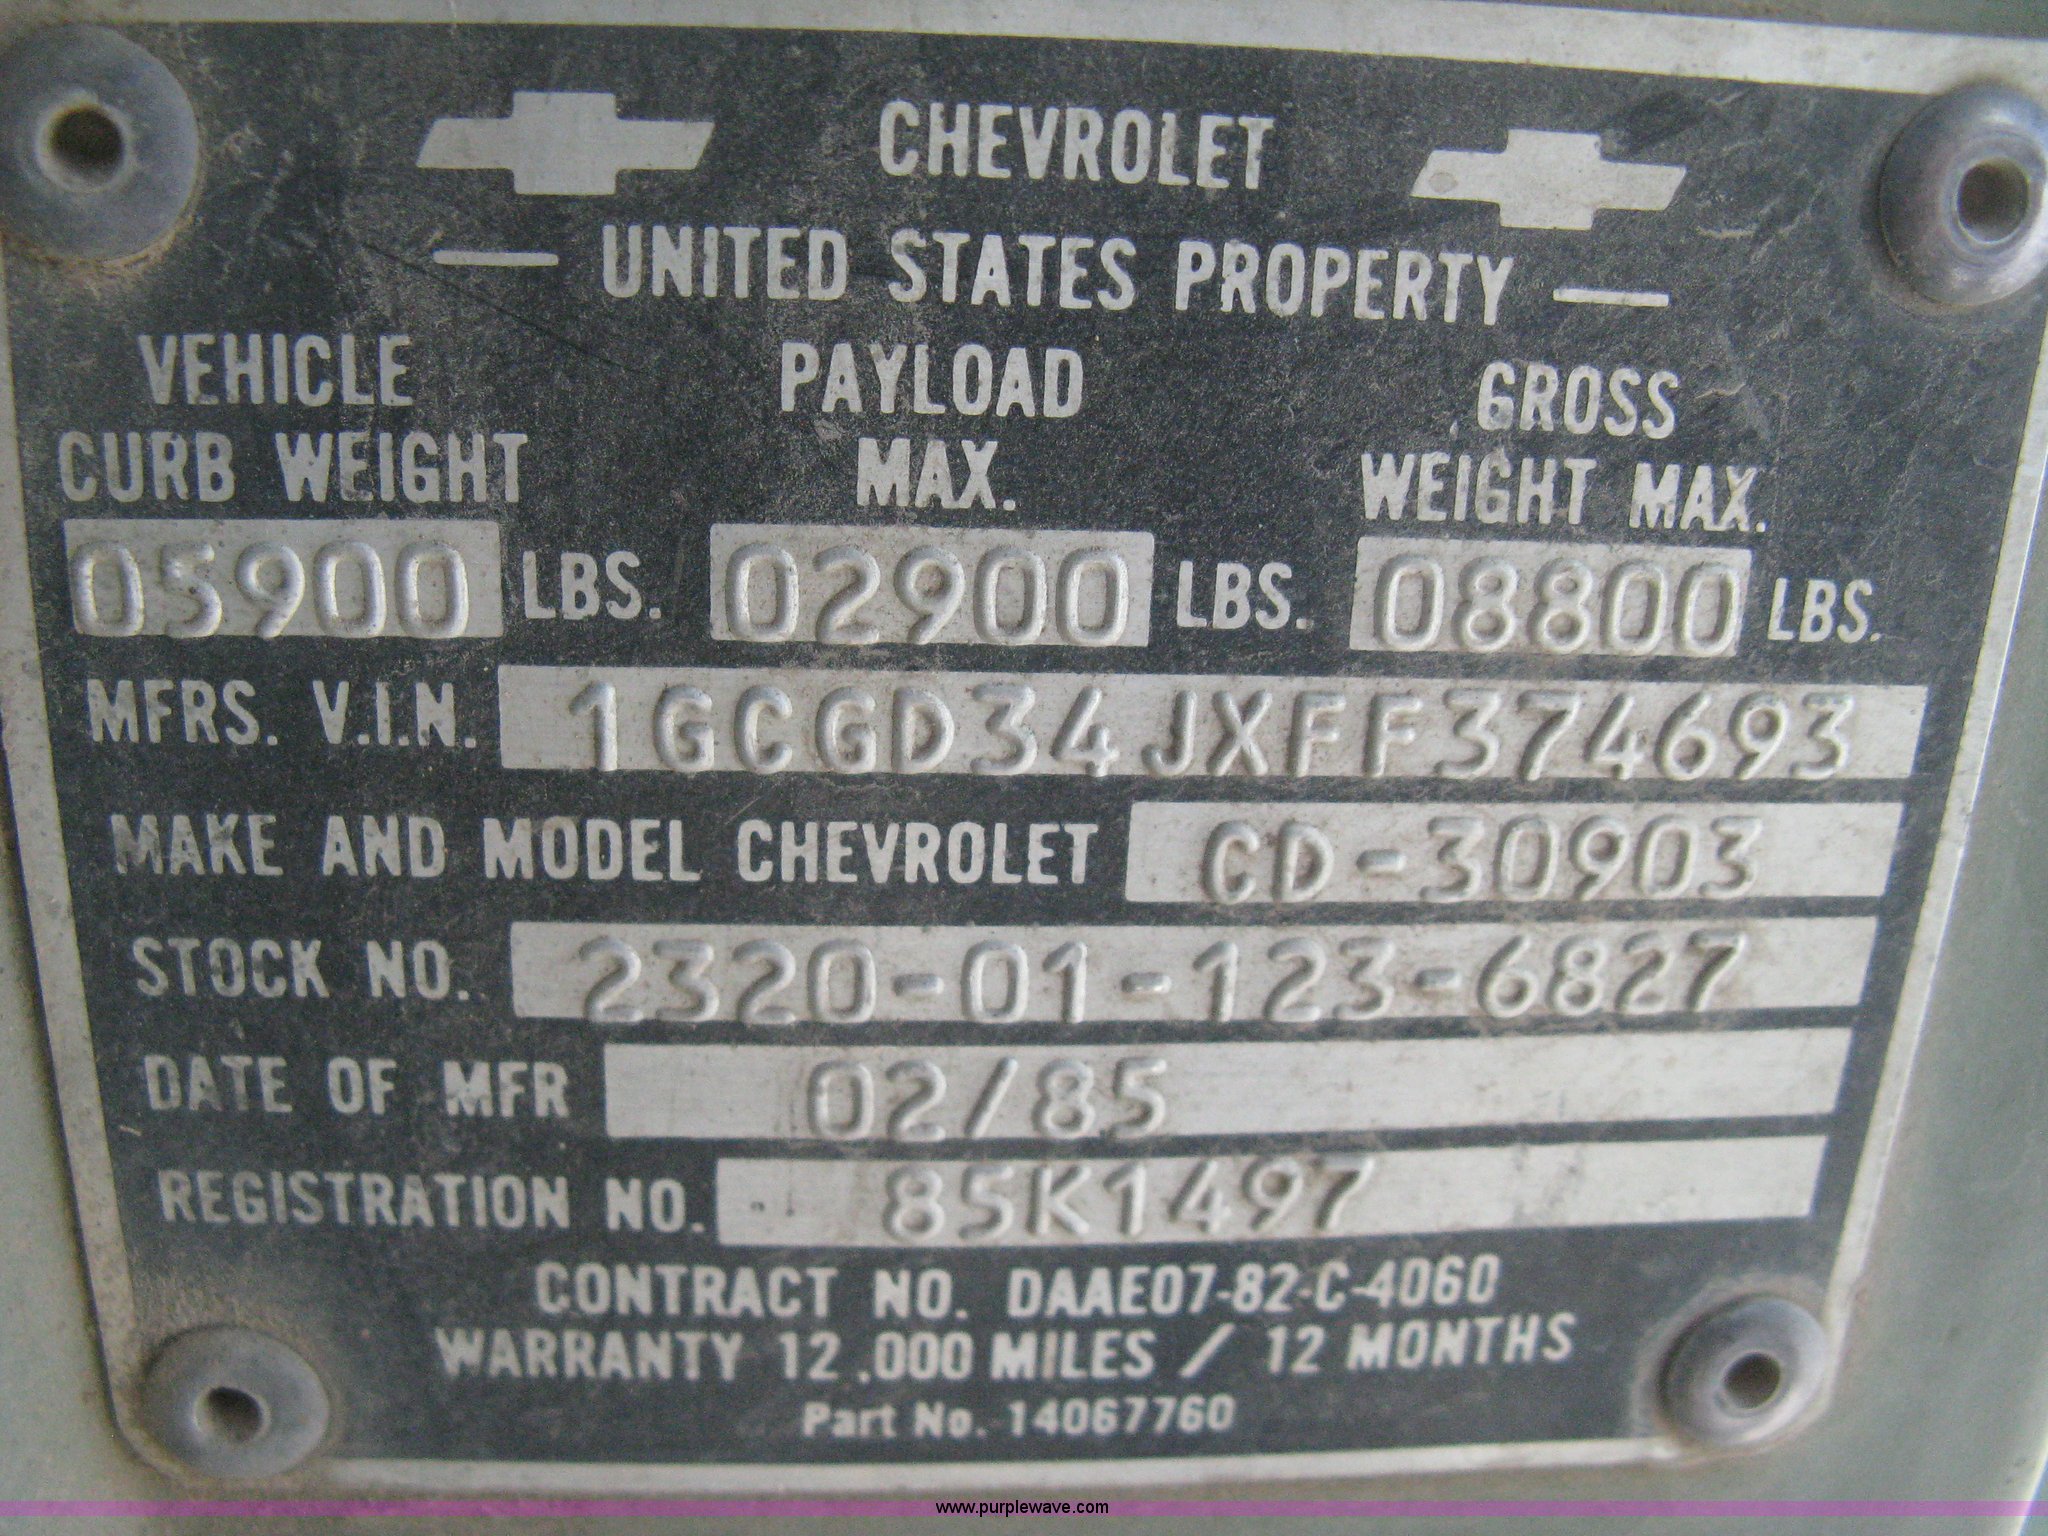 CHEVROLET
UNITED STATES PROPERTY
VEHICLE CURB WEIGHT 05900 LBS.
PAYLOAD MAX. 02900 LBS.
GROSS WEIGHT MAX. 08800 LBS.
MFRS. V.I.N. 1GCGD34JXFF374693
MAKE AND MODEL CHEVROLET CD-30903
STOCK NO. 2320-01-123-6827
DATE OF MFR 02/85
REGISTRATION NO. 85K1497
CONTRACT NO. DAAE07-82-C-4060
WARRANTY 12,000 MILES / 12 MONTHS
Part No. 14067760
www.purplewave.com